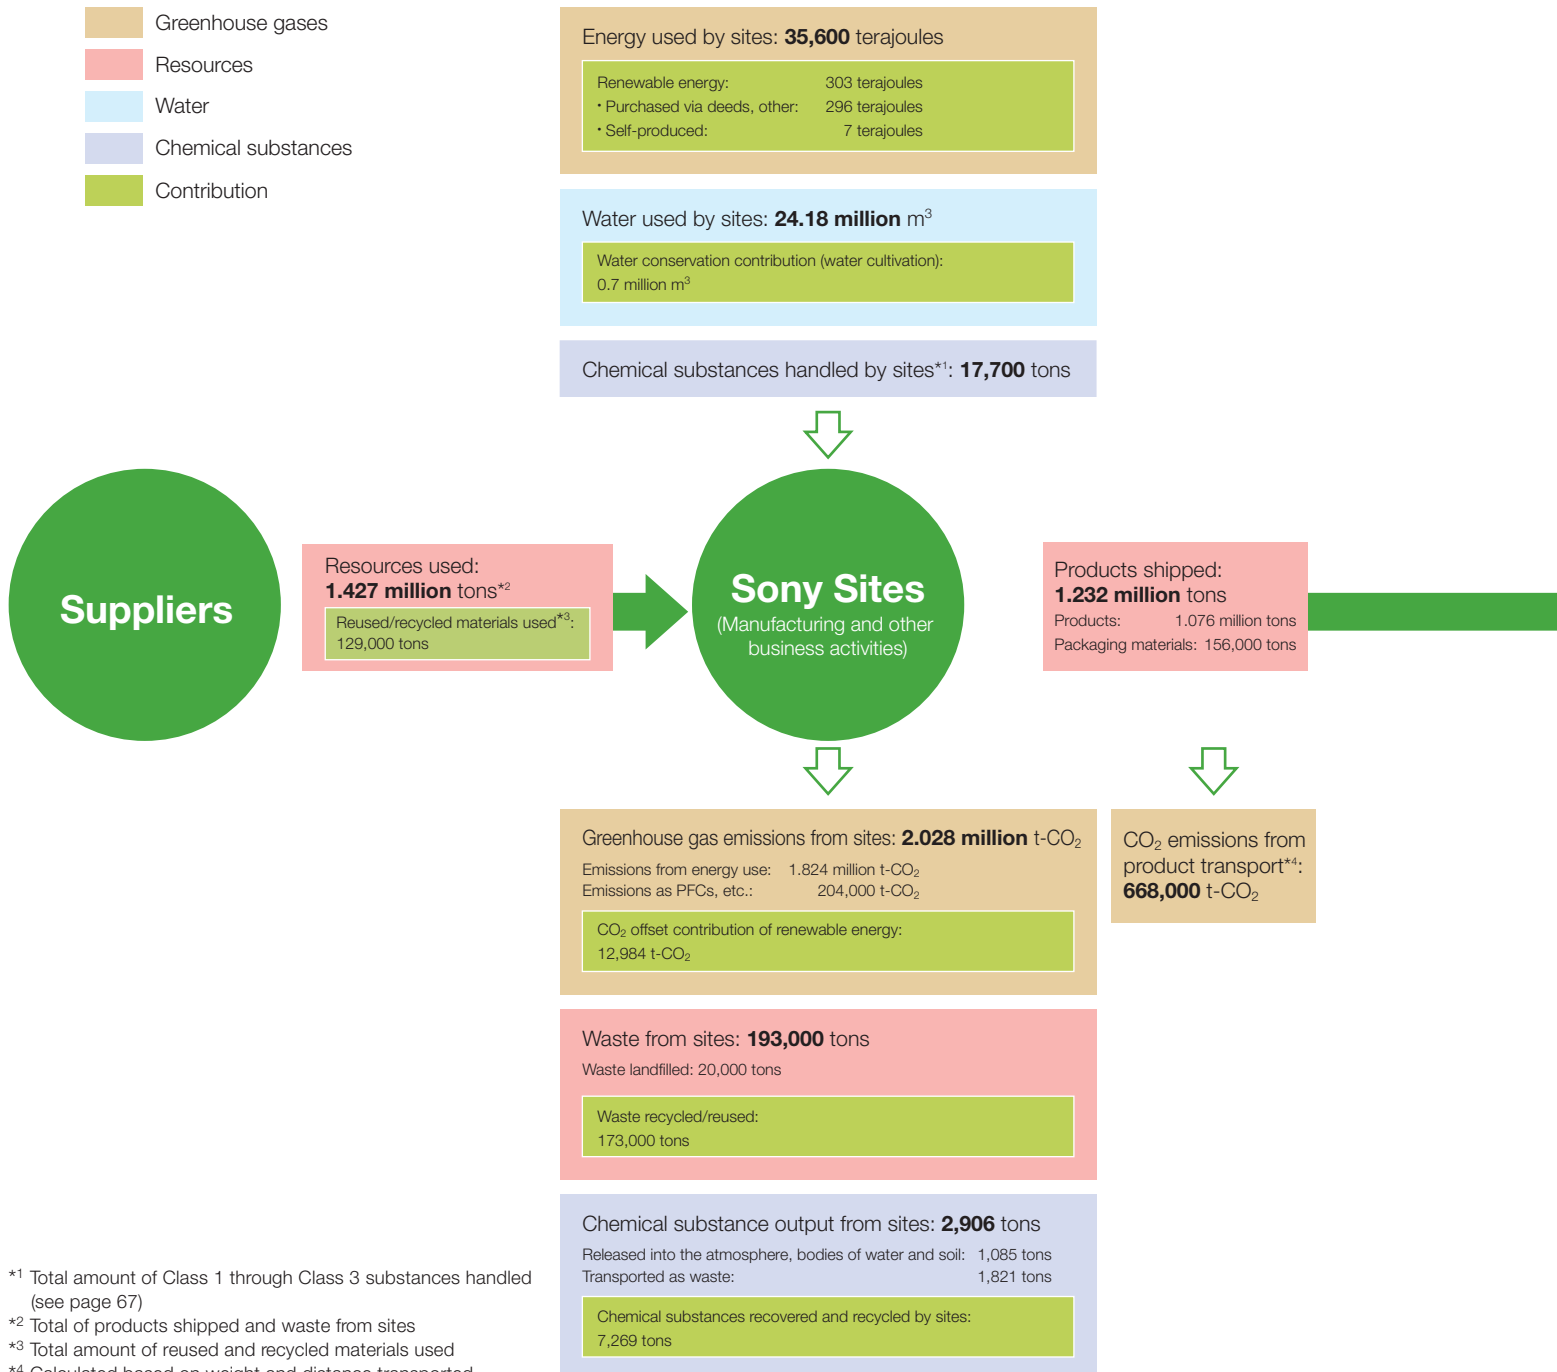 Greenhouse gases
Resources
Water
Chemical substances
Contribution
Energy used by sites: 35,600 terajoules
Renewable energy: 303 terajoules
・Purchased via deeds, other: 296 terajoules
・Self-produced: 7 terajoules
Water used by sites: 24.18 million m³
Water conservation contribution (water cultivation):
0.7 million m³
Chemical substances handled by sites*¹: 17,700 tons
Suppliers
Resources used:
1.427 million tons*²
Reused/recycled materials used*³:
129,000 tons
Sony Sites
(Manufacturing and other
business activities)
Products shipped:
1.232 million tons
Products: 1.076 million tons
Packaging materials: 156,000 tons
Greenhouse gas emissions from sites: 2.028 million t-CO₂
Emissions from energy use: 1.824 million t-CO₂
Emissions as PFCs, etc.: 204,000 t-CO₂
CO₂ offset contribution of renewable energy:
12,984 t-CO₂
CO₂ emissions from
product transport*⁴:
668,000 t-CO₂
Waste from sites: 193,000 tons
Waste landfilled: 20,000 tons
Waste recycled/reused:
173,000 tons
Chemical substance output from sites: 2,906 tons
Released into the atmosphere, bodies of water and soil: 1,085 tons
Transported as waste: 1,821 tons
Chemical substances recovered and recycled by sites:
7,269 tons
*¹ Total amount of Class 1 through Class 3 substances handled
(see page 67)
*² Total of products shipped and waste from sites
*³ Total amount of reused and recycled materials used
*⁴ Calculated based on weight and distance transported